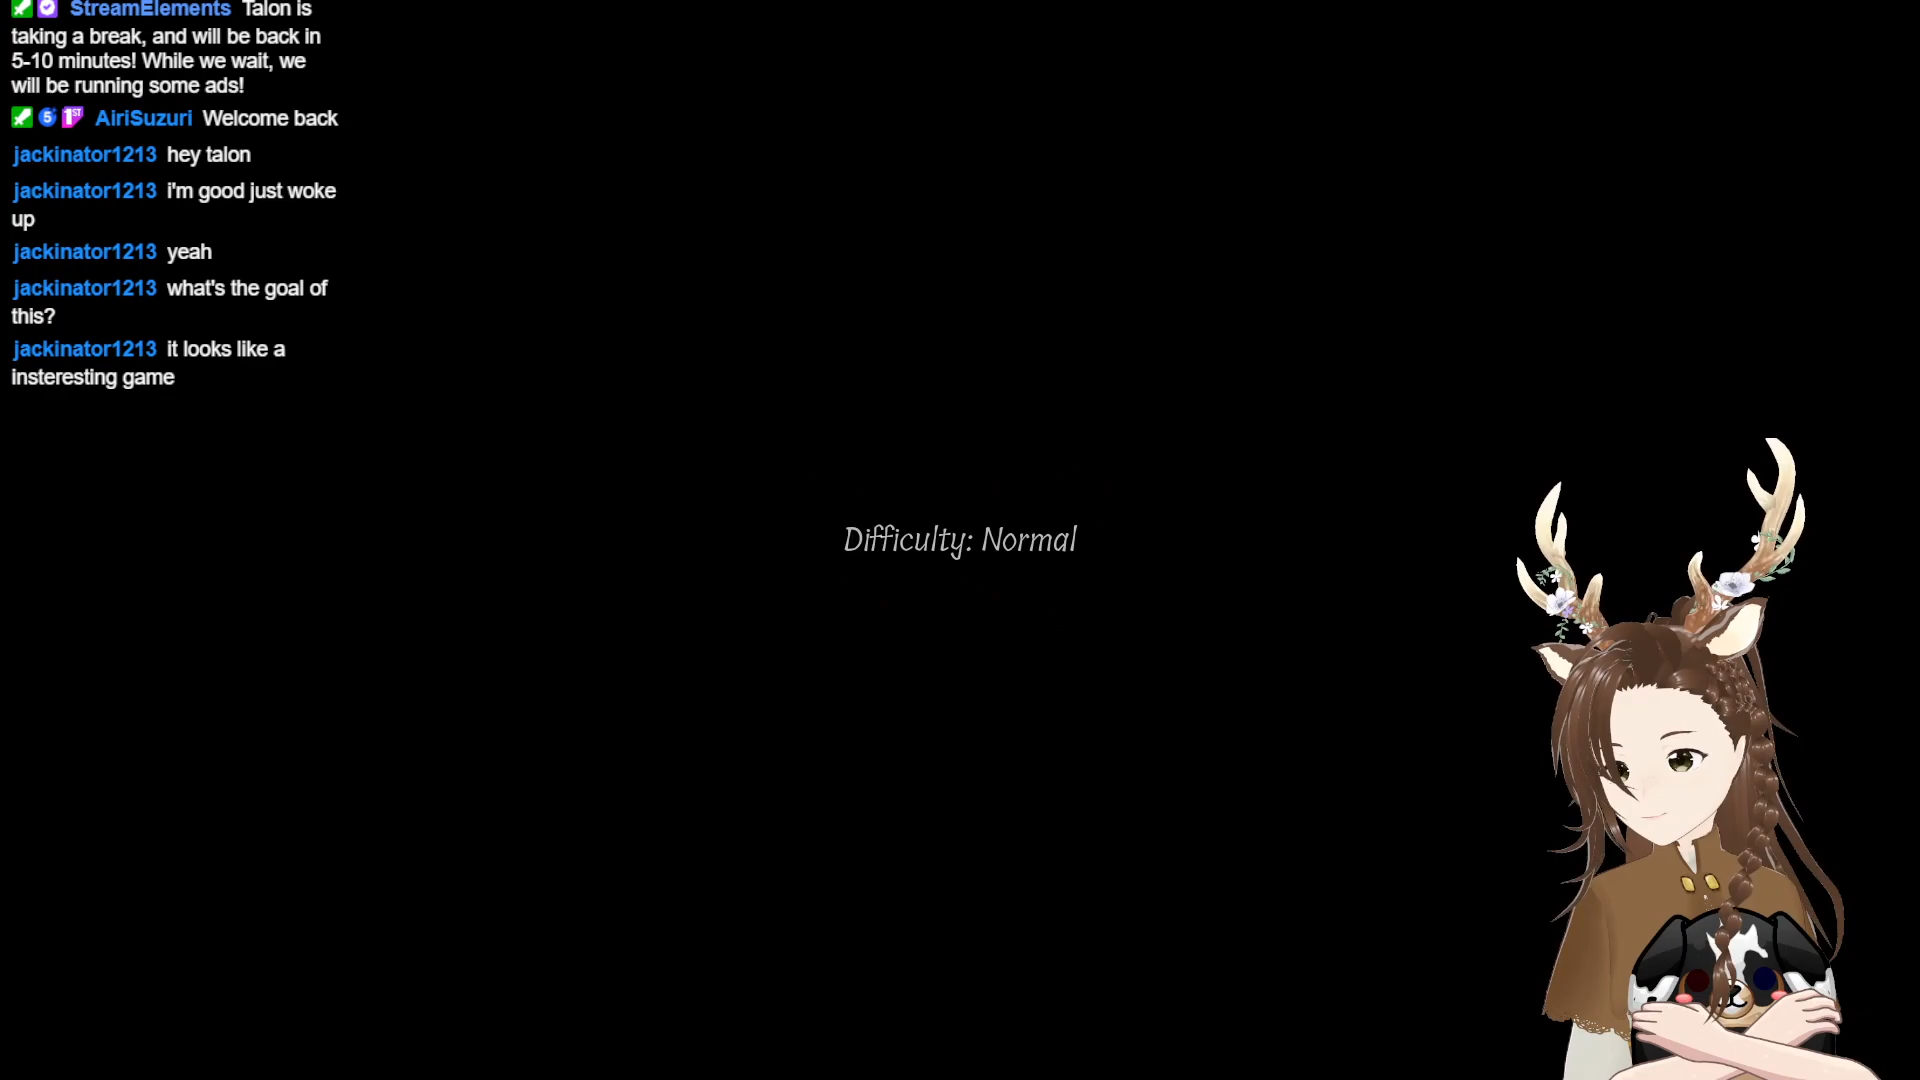 StreamElements Talon is
taking a break, and will be back in
5-10 minutes! While we wait, we
will be running some ads!
5 1ST AiriSuzuri Welcome back
jackinator1213 hey talon
jackinator1213 i'm good just woke
up
jackinator1213 yeah
jackinator1213 what's the goal of
this?
jackinator1213 it looks like a
insteresting game
Difficulty: Normal